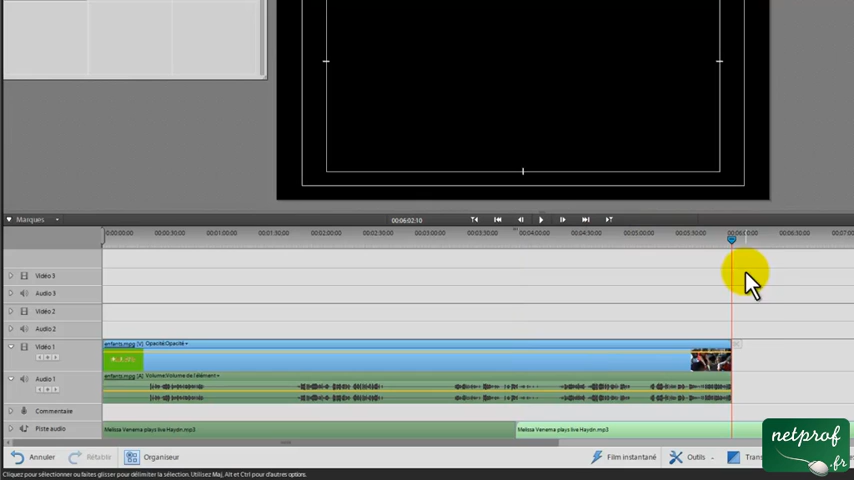 Marques
00:06:02:10
00:00:00:00 00:00:30:00 00:01:00:00 00:01:30:00 00:02:00:00 00:02:30:00 00:03:00:00 00:03:30:00 00:04:00:00 00:04:30:00 00:05:00:00 00:05:30:00 00:06:00:00 00:06:30:00 00:07:00
Vidéo 3
Audio 3
Vidéo 2
Audio 2
enfants.mpg [V] Opacité:Opacité
Vidéo 1
enfants.mpg [A] Volume:Volume de l'élément
Audio 1
Commentaire
Piste audio Melissa Venema plays live Haydn.mp3 Melissa Venema plays live Haydn.mp3
netprof
.fr
Annuler Rétablir Organiseur Film instantané Outils Trans
Cliquez pour sélectionner ou faites glisser pour délimiter la sélection. Utilisez Maj, Alt et Ctrl pour d'autres options.